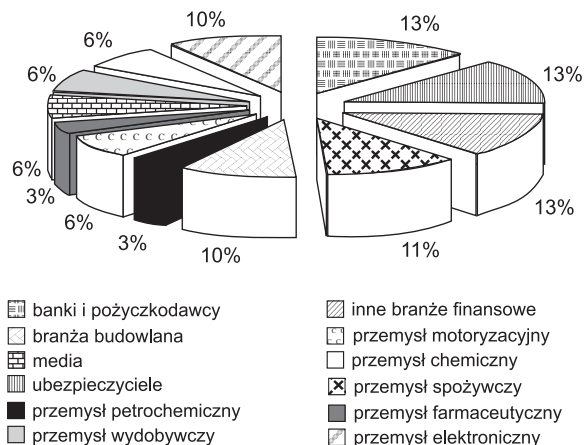 10%
13%
6%
13%
6%
6%
3%
6%
3%
10%
11%
13%
banki i pożyczkodawcy
branża budowlana
media
ubezpieczyciele
przemysł petrochemiczny
przemysł wydobywczy
inne branże finansowe
przemysł motoryzacyjny
przemysł chemiczny
przemysł spożywczy
przemysł farmaceutyczny
przemysł elektroniczny